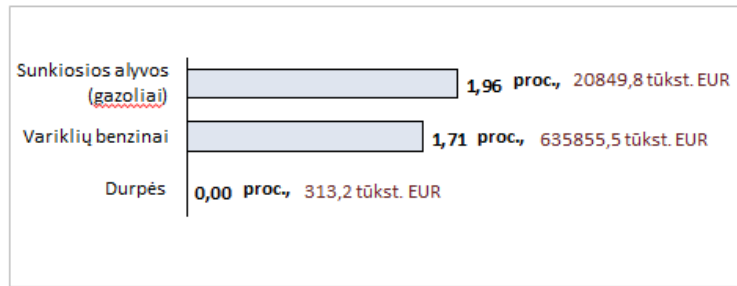 Sunkiosios alyvos
(gazoliai)
1,96 proc., 20849,8 tūkst. EUR
Variklių benzinai
1,71 proc., 635855,5 tūkst. EUR
Durpės
0,00 proc., 313,2 tūkst. EUR